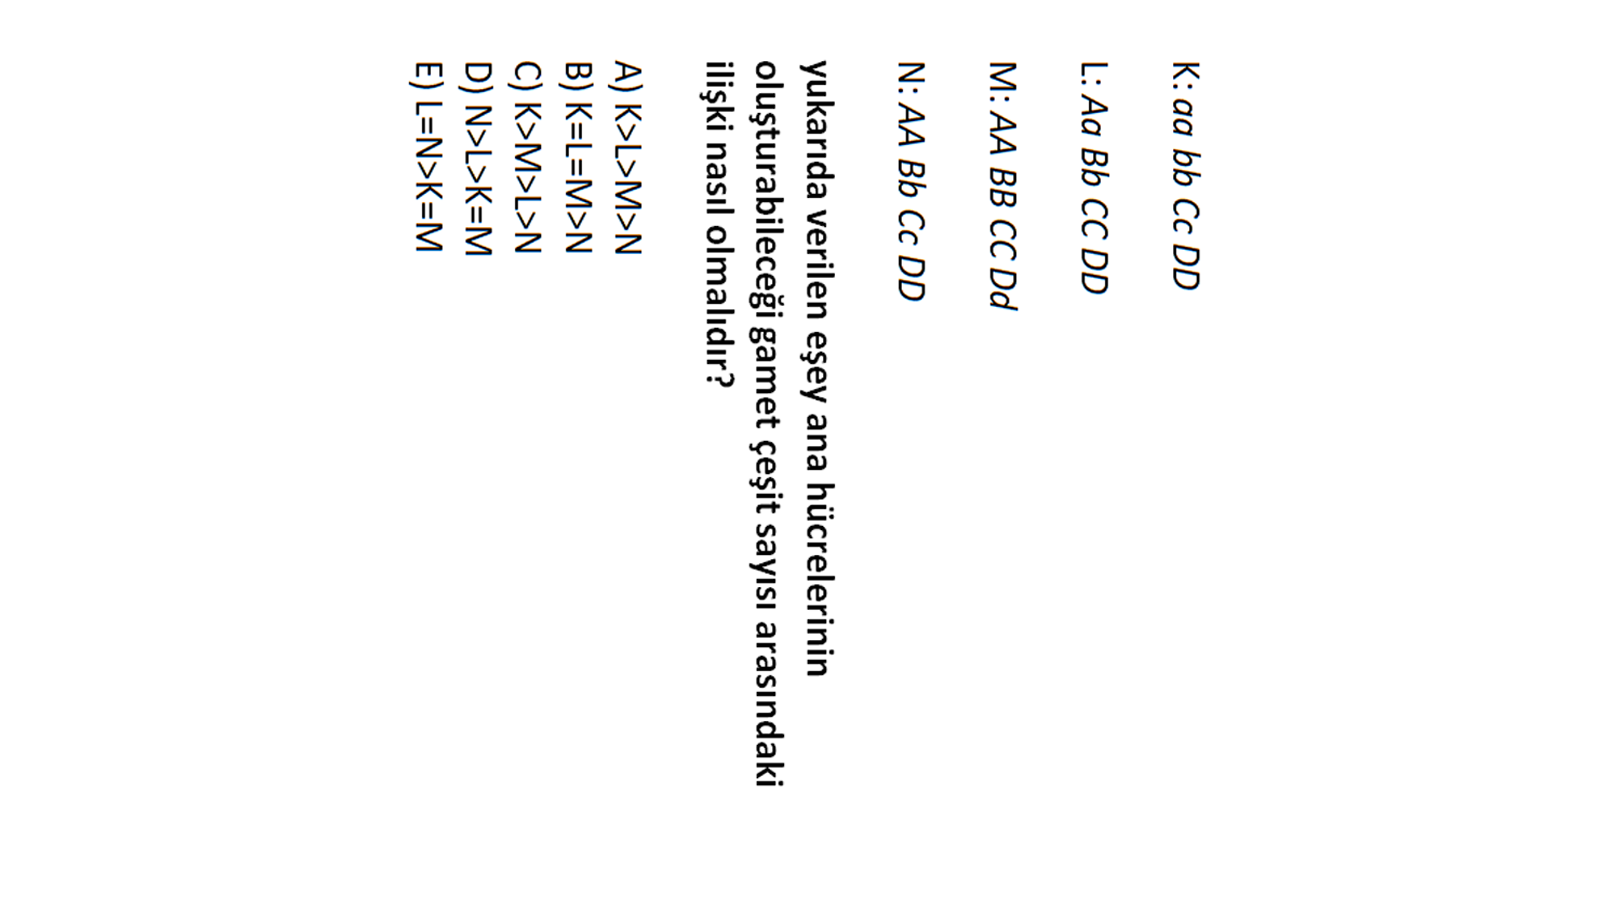 K: aa bb Cc DD
L: Aa Bb CC DD
M: AA BB CC Dd
N: AA Bb Cc DD
yukarıda verilen eşey ana hücrelerinin
oluşturabileceği gamet çeşit sayısı arasındaki
ilişki nasıl olmalıdır?
A) K>L>M>N
B) K=L=M>N
C) K>M>L>N
D) N>L>K=M
E) L=N>K=M